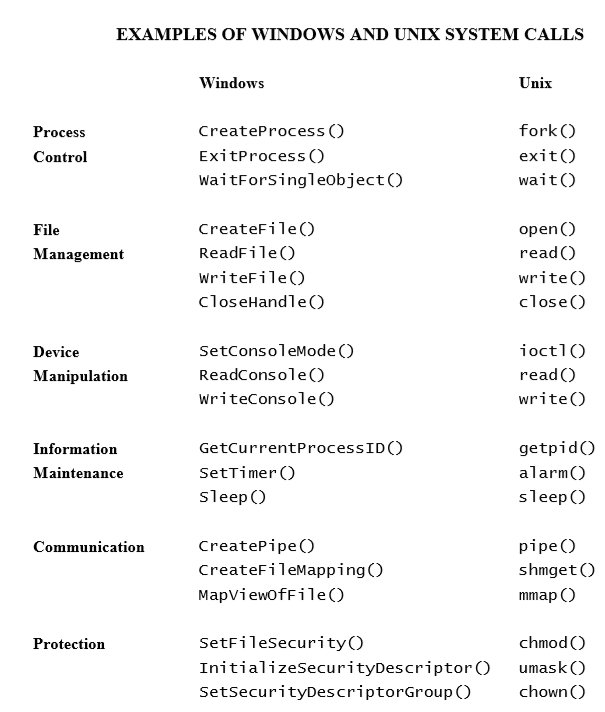 EXAMPLES OF WINDOWS AND UNIX SYSTEM CALLS
Windows Unix
Process CreateProcess() fork()
Control ExitProcess() exit()
WaitForSingleObject() wait()
File CreateFile() open()
Management ReadFile() read()
WriteFile() write()
CloseHandle() close()
Device SetConsoleMode() ioctl()
Manipulation ReadConsole() read()
WriteConsole() write()
Information GetCurrentProcessID() getpid()
Maintenance SetTimer() alarm()
Sleep() sleep()
Communication CreatePipe() pipe()
CreateFileMapping() shmget()
MapViewOfFile() mmap()
Protection SetFileSecurity() chmod()
InitializeSecurityDescriptor() umask()
SetSecurityDescriptorGroup() chown()